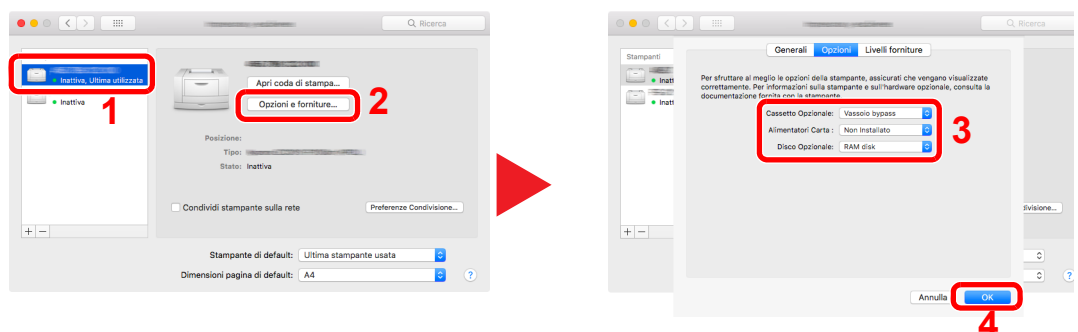 Ricerca
Inattiva, Ultima utilizzata
Inattiva
1
Apri coda di stampa...
Opzioni e forniture...
2
Posizione:
Tipo:
Stato: Inattiva
Condividi stampante sulla rete
Preferenze Condivisione...
+ −
Stampante di default: Ultima stampante usata
Dimensioni pagina di default: A4
?
Ricerca
Stampanti
Inatt
Inatt
Generali Opzioni Livelli forniture
Per sfruttare al meglio le opzioni della stampante, assicurati che vengano visualizzate
correttamente. Per informazioni sulla stampante e sull'hardware opzionale, consulta la
documentazione fornita con la stampante.
Cassetto Opzionale: Vassoio bypass
Alimentatori Carta : Non Installato
Disco Opzionale: RAM disk
3
divisione...
+ −
?
Annulla OK
4